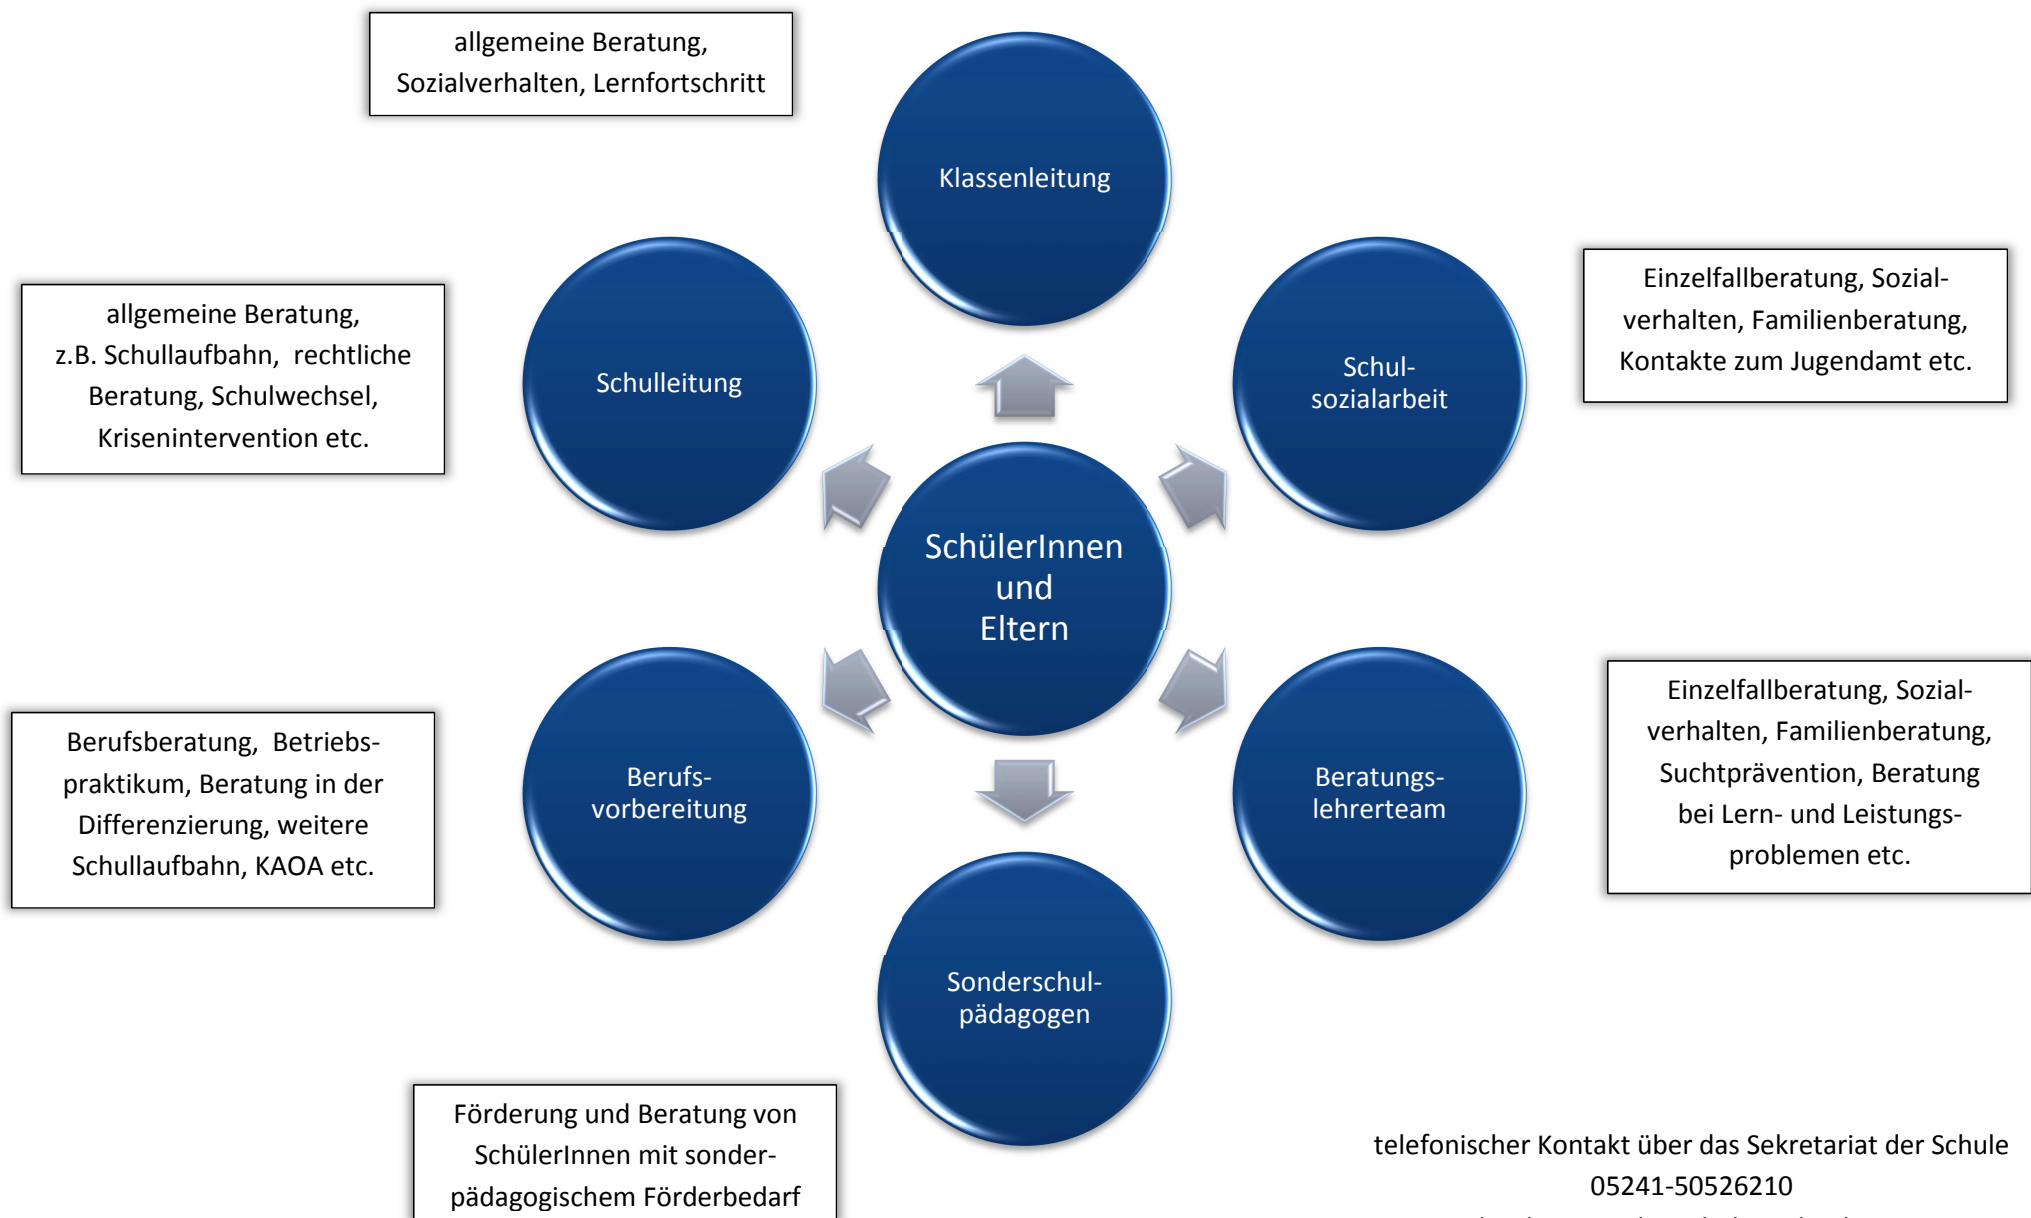 allgemeine Beratung,
Sozialverhalten, Lernfortschritt
Klassenleitung
allgemeine Beratung,
z.B. Schullaufbahn, rechtliche
Beratung, Schulwechsel,
Krisenintervention etc.
Schulleitung
Schul-
sozialarbeit
Einzelfallberatung, Sozial-
verhalten, Familienberatung,
Kontakte zum Jugendamt etc.
SchülerInnen
und
Eltern
Berufsberatung, Betriebs-
praktikum, Beratung in der
Differenzierung, weitere
Schullaufbahn, KAOA etc.
Berufs-
vorbereitung
Beratungs-
lehrerteam
Einzelfallberatung, Sozial-
verhalten, Familienberatung,
Suchtprävention, Beratung
bei Lern- und Leistungs-
problemen etc.
Sonderschul-
pädagogen
Förderung und Beratung von
SchülerInnen mit sonder-
pädagogischem Förderbedarf
telefonischer Kontakt über das Sekretariat der Schule
05241-50526210